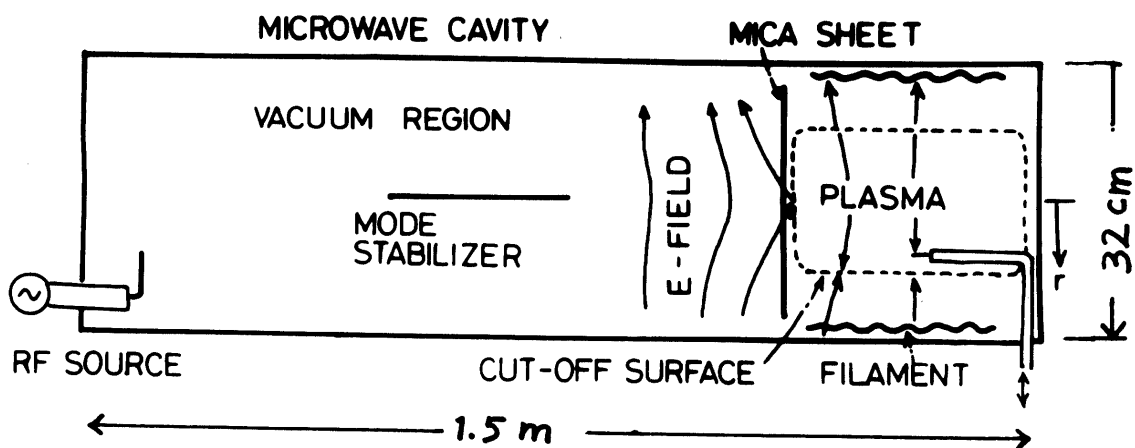 MICROWAVE CAVITY
MICA SHEET
VACUUM REGION
E-FIELD
PLASMA
MODE
STABILIZER
r
32 cm
RF SOURCE
CUT-OFF SURFACE
FILAMENT
1.5 m